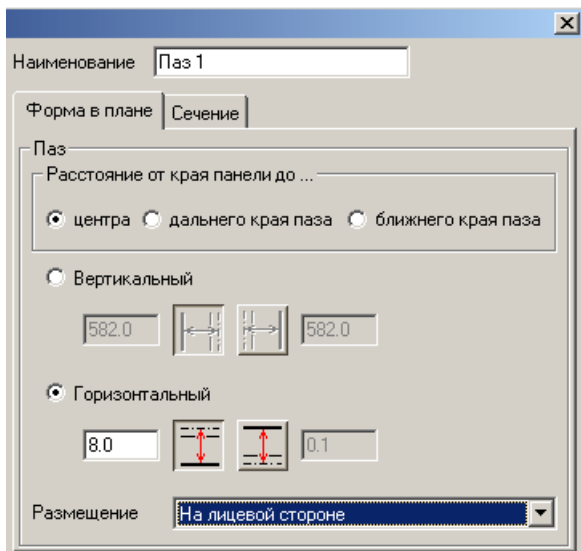 Наименование Паз 1
Форма в плане Сечение
Паз
Расстояние от края панели до ...
центра дальнего края паза ближнего края паза
Вертикальный
582.0 582.0
Горизонтальный
8.0 0.1
Размещение На лицевой стороне